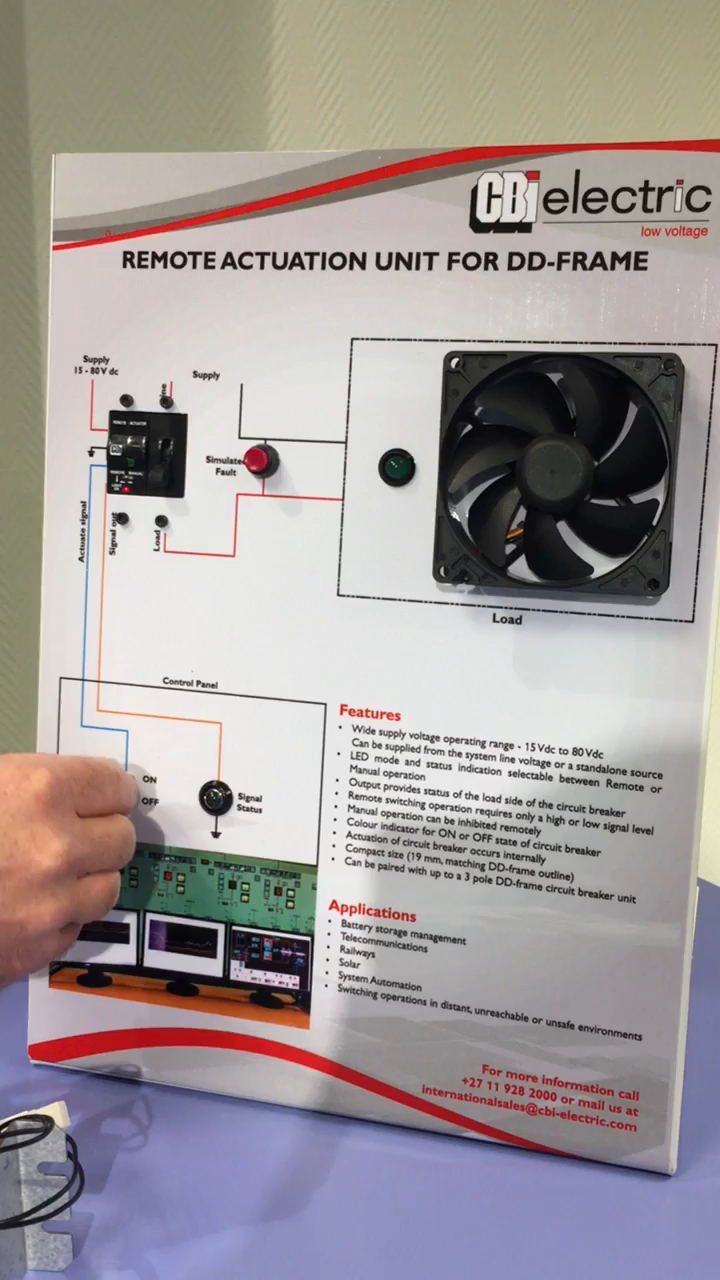 CBi electric
low voltage
REMOTE ACTUATION UNIT FOR DD-FRAME
Supply
15 - 80V dc
Supply
REMOTE ACTUATOR
REMOTE MANUAL
Simulate
Fault
Actuate signal
Signal out
Load
Load
Control Panel
ON
OFF
Signal
Status
Features
• Wide supply voltage operating range - 15 Vdc to 80 Vdc
Can be supplied from the system line voltage or a standalone source
• LED mode and status indication selectable between Remote or
Manual operation
• Output provides status of the load side of the circuit breaker
• Remote switching operation requires only a high or low signal level
• Manual operation can be inhibited remotely
• Colour indicator for ON or OFF state of circuit breaker
• Actuation of circuit breaker occurs internally
• Compact size (19 mm, matching DD-frame outline)
• Can be paired with up to a 3 pole DD-frame circuit breaker unit
Applications
• Battery storage management
• Telecommunications
• Railways
• Solar
• System Automation
• Switching operations in distant, unreachable or unsafe environments
For more information call
+27 11 928 2000 or mail us at
internationalsales@cbi-electric.com